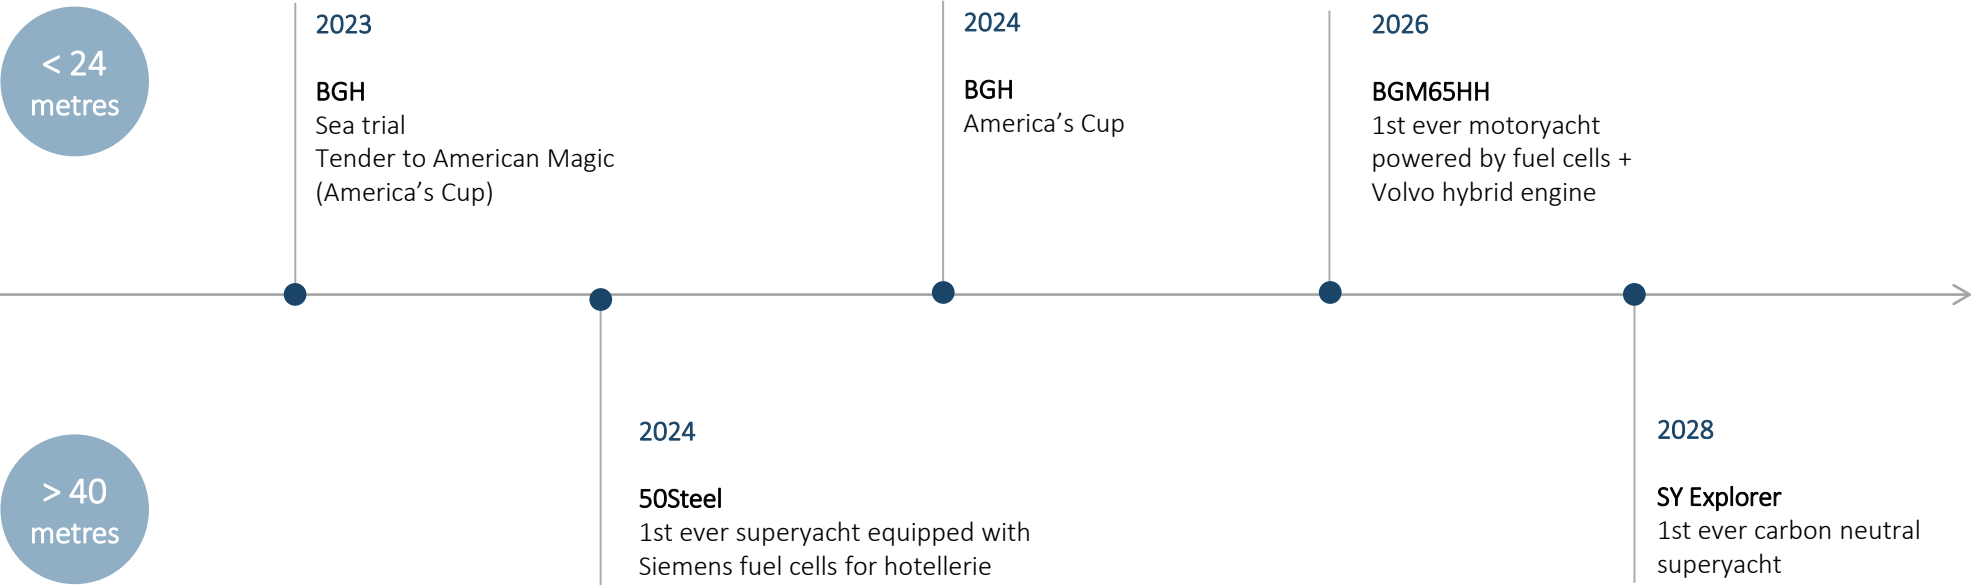 < 24
metres
2023
BGH
Sea trial
Tender to American Magic
(America’s Cup)
2024
BGH
America’s Cup
2026
BGM65HH
1st ever motoryacht
powered by fuel cells +
Volvo hybrid engine
> 40
metres
2024
50Steel
1st ever superyacht equipped with
Siemens fuel cells for hotellerie
2028
SY Explorer
1st ever carbon neutral
superyacht